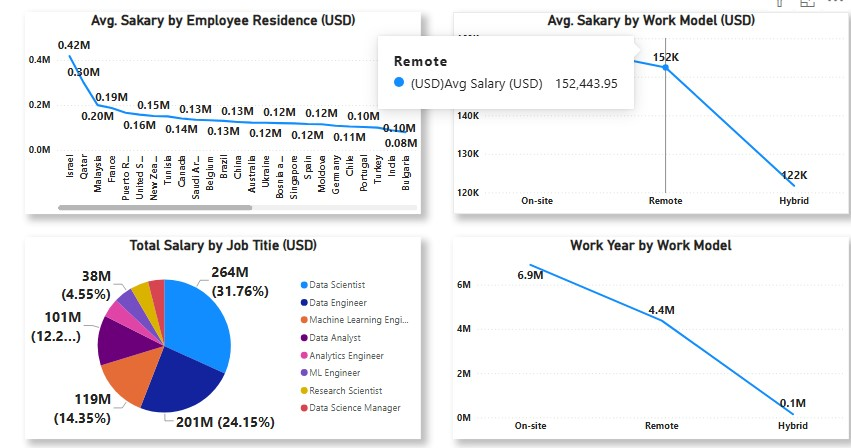 Avg. Sakary by Employee Residence (USD)
0.4M
0.2M
0.0M
0.42M
0.30M
0.20M
0.19M
0.16M
0.15M
0.14M
0.13M
0.13M
0.13M
0.12M
0.12M
0.12M
0.12M
0.11M
0.10M
0.10M
0.08M
Israel
Qatar
Malaysia
France
Puerto R...
United S...
New Zea...
Tunisia
Canada
Saudi Ar...
Belgium
Brazil
China
Australia
Ukraine
Bosnia a...
Singapore
Spain
Moldova
Germany
Chile
Portugal
Turkey
India
Bulgaria
Avg. Sakary by Work Model (USD)
Remote
(USD)Avg Salary (USD) 152,443.95
152K
140K
130K
120K
122K
On-site
Remote
Hybrid
Total Salary by Job Titie (USD)
264M
(31.76%)
38M
(4.55%)
101M
(12.2...)
119M
(14.35%)
201M (24.15%)
Data Scientist
Data Engineer
Machine Learning Engi...
Data Analyst
Analytics Engineer
ML Engineer
Research Scientist
Data Science Manager
Work Year by Work Model
6M
4M
2M
0M
6.9M
4.4M
0.1M
On-site
Remote
Hybrid